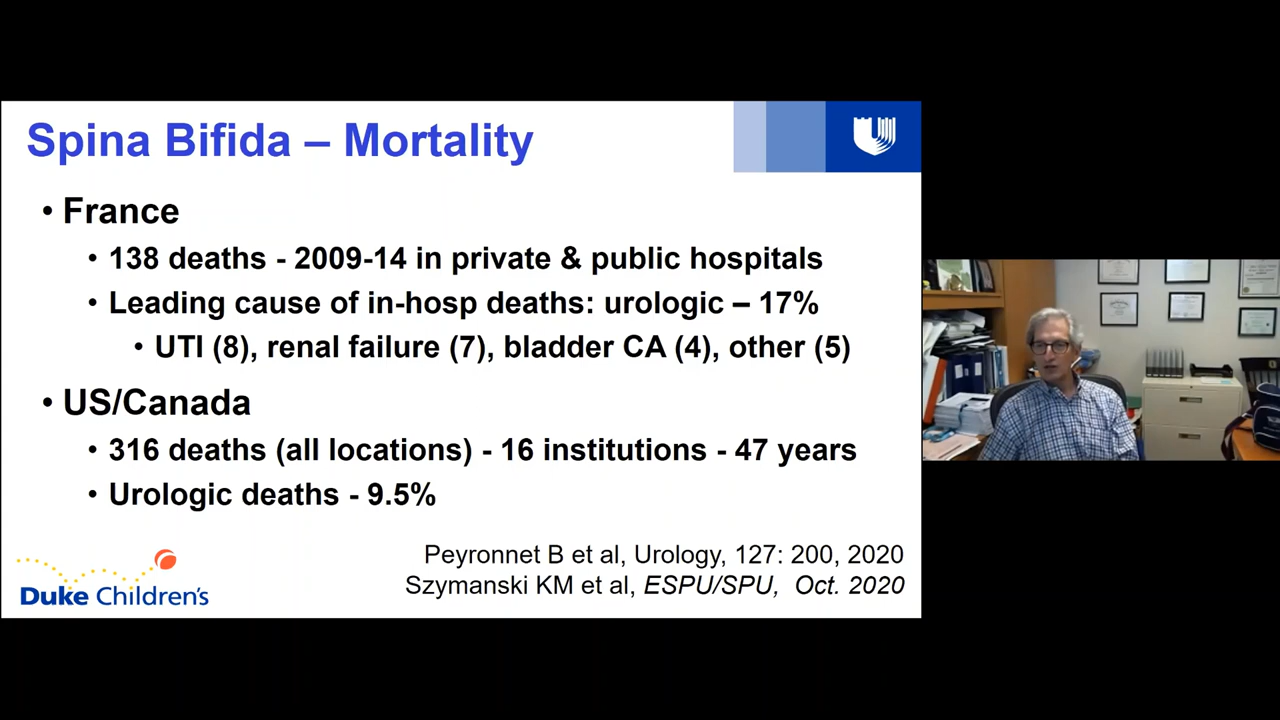 Spina Bifida – Mortality
• France
• 138 deaths - 2009-14 in private & public hospitals
• Leading cause of in-hosp deaths: urologic – 17%
• UTI (8), renal failure (7), bladder CA (4), other (5)
• US/Canada
• 316 deaths (all locations) - 16 institutions - 47 years
• Urologic deaths - 9.5%
Peyronnet B et al, Urology, 127: 200, 2020
Szymanski KM et al, ESPU/SPU, Oct. 2020
Duke Children's